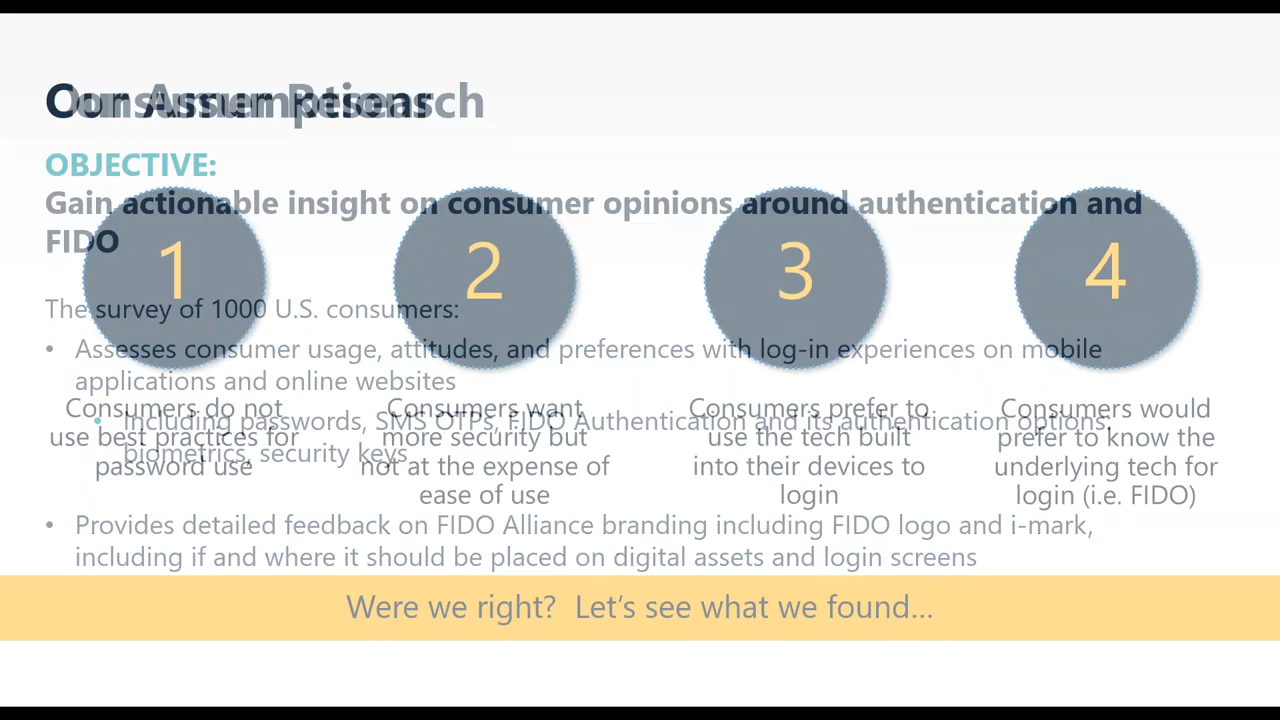 Consumer Research
OBJECTIVE:
Gain actionable insight on consumer opinions around authentication and
FIDO
The survey of 1000 U.S. consumers:
• Assesses consumer usage, attitudes, and preferences with log-in experiences on mobile
applications and online websites
• Including passwords, SMS OTPs, FIDO Authentication and its authentication options,
biometrics, security keys
• Provides detailed feedback on FIDO Alliance branding including FIDO logo and i-mark,
including if and where it should be placed on digital assets and login screens
Our Assumptions
1
Consumers do not
use best practices for
password use
2
Consumers want
more security but
not at the expense of
ease of use
3
Consumers prefer to
use the tech built
into their devices to
login
4
Consumers would
prefer to know the
underlying tech for
login (i.e. FIDO)
Were we right?  Let's see what we found...